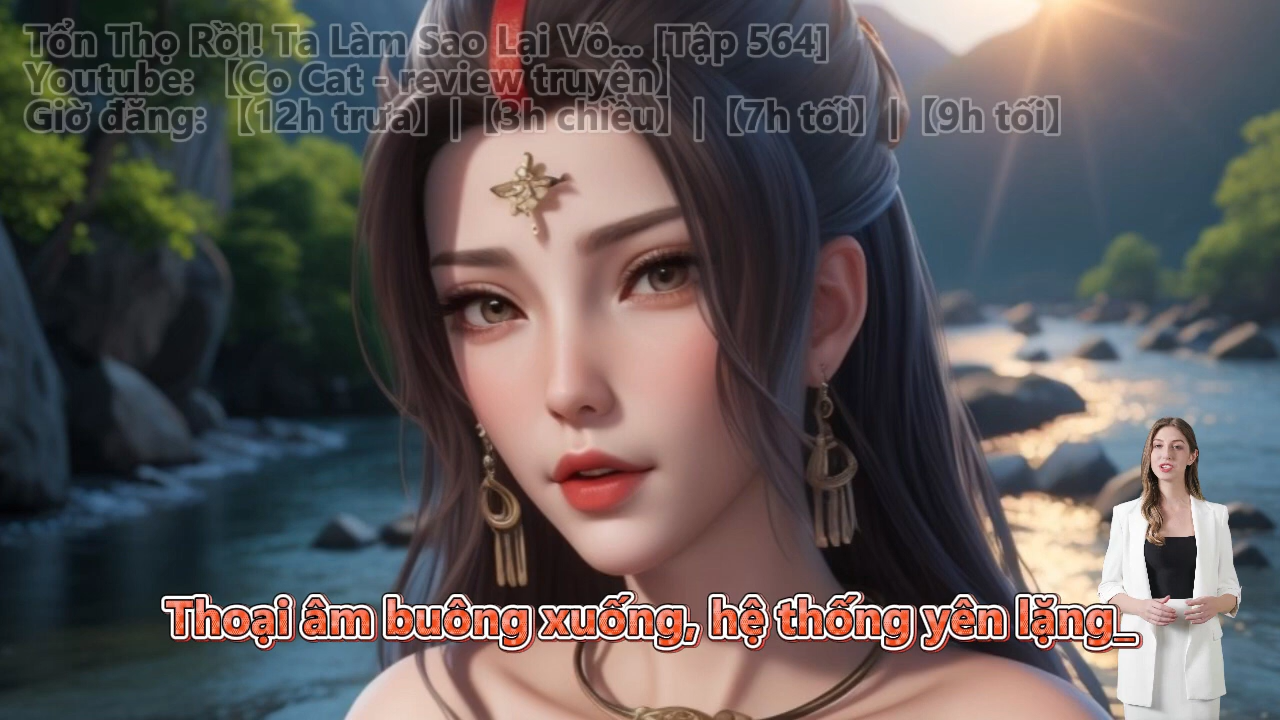 Tổn Thọ Rồi! Ta Làm Sao Lại Vô... [Tập 564]
Youtube: [Cọ Cat - review truyện]
Giờ đăng: [12h trưa] | [3h chiều] | [7h tối] | [9h tối]
Thoại âm buông xuống, hệ thống yên lặng_